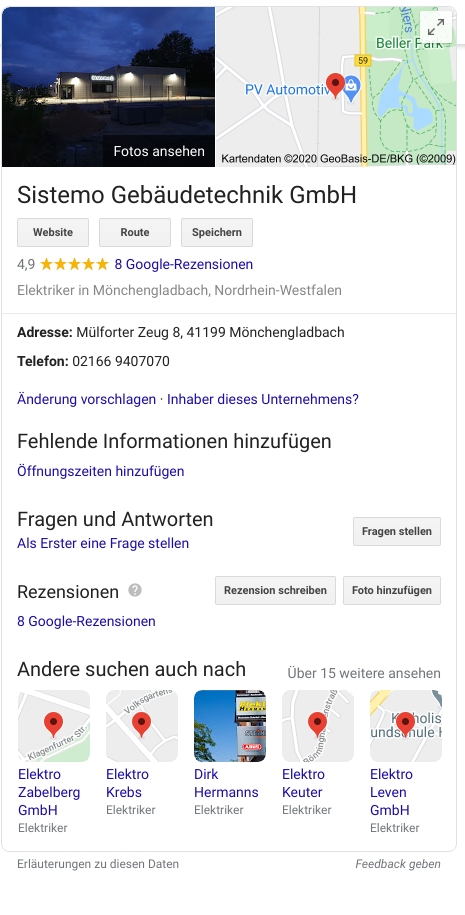 Niers
Beller Park
59
PV Automotiv
Fotos ansehen
Kartendaten ©2020 GeoBasis-DE/BKG (©2009)
Sistemo Gebäudetechnik GmbH
Website Route Speichern
4,9 ★★★★★ 8 Google-Rezensionen
Elektriker in Mönchengladbach, Nordrhein-Westfalen
Adresse: Mülforter Zeug 8, 41199 Mönchengladbach
Telefon: 02166 9407070
Änderung vorschlagen · Inhaber dieses Unternehmens?
Fehlende Informationen hinzufügen
Öffnungszeiten hinzufügen
Fragen und Antworten
Fragen stellen
Als Erster eine Frage stellen
Rezensionen ?
Rezension schreiben Foto hinzufügen
8 Google-Rezensionen
Andere suchen auch nach
Über 15 weitere ansehen
Klagenfurter Str.
Volksgartens
Elektro Zabelberg GmbH
Elektriker
Elektro Krebs
Elektriker
Dirk Hermanns
Elektriker
Elektro Keuter
Elektriker
Elektro Leven GmbH
Elektriker
Erläuterungen zu diesen Daten
Feedback geben